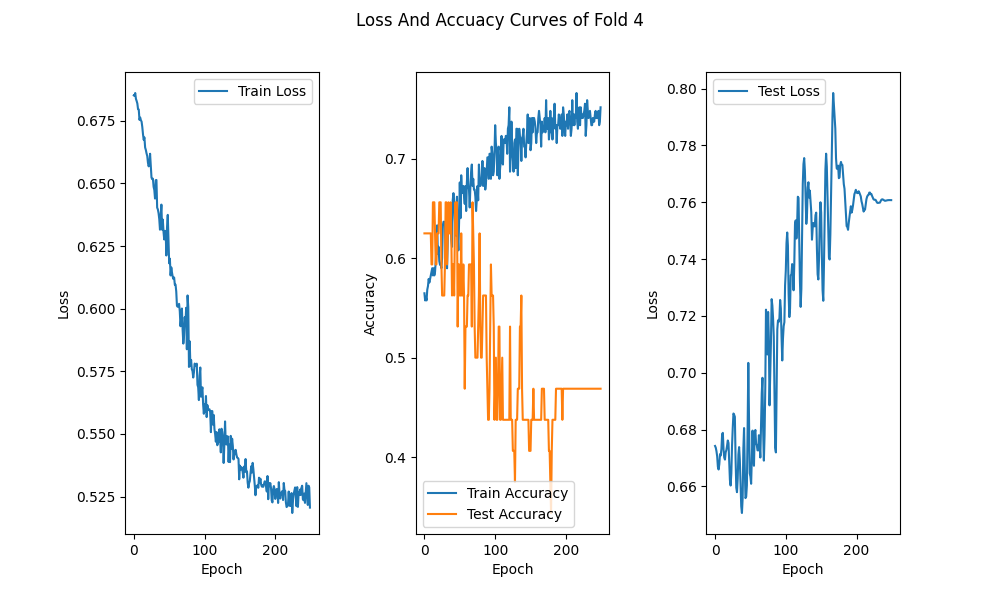 Loss And Accuacy Curves of Fold 4
Train Loss
0.675
0.650
0.625
0.600
0.575
0.550
0.525
Loss
0
100
200
Epoch
0.7
0.6
0.5
0.4
Accuracy
Train Accuracy
Test Accuracy
0
100
200
Epoch
Test Loss
0.80
0.78
0.76
0.74
0.72
0.70
0.68
0.66
Loss
0
100
200
Epoch